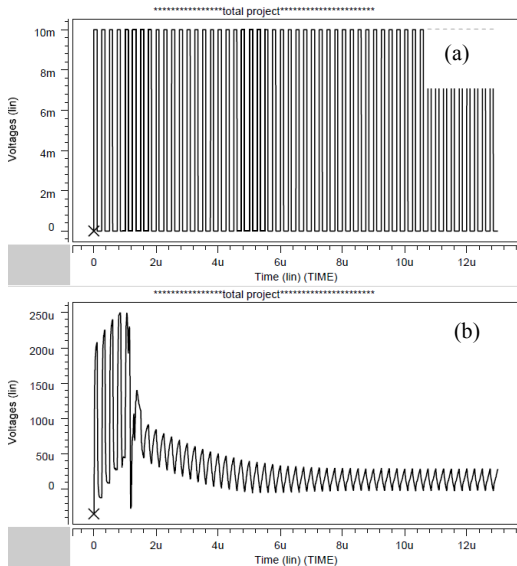 ****************total project**********************
(a)
Voltages (lin)
10m
8m
6m
4m
2m
0
0 2u 4u 6u 8u 10u 12u
Time (lin) (TIME)
****************total project**********************
(b)
Voltages (lin)
250u
200u
150u
100u
50u
0
0 2u 4u 6u 8u 10u 12u
Time (lin) (TIME)